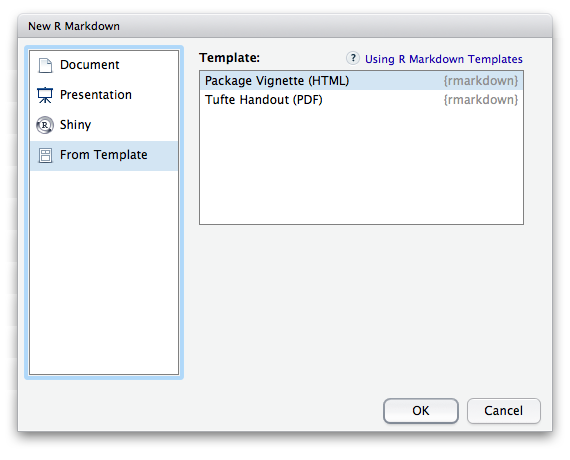 New R Markdown
Document
Presentation
Shiny
From Template
Template:
? Using R Markdown Templates
Package Vignette (HTML) {rmarkdown}
Tufte Handout (PDF) {rmarkdown}
OK
Cancel